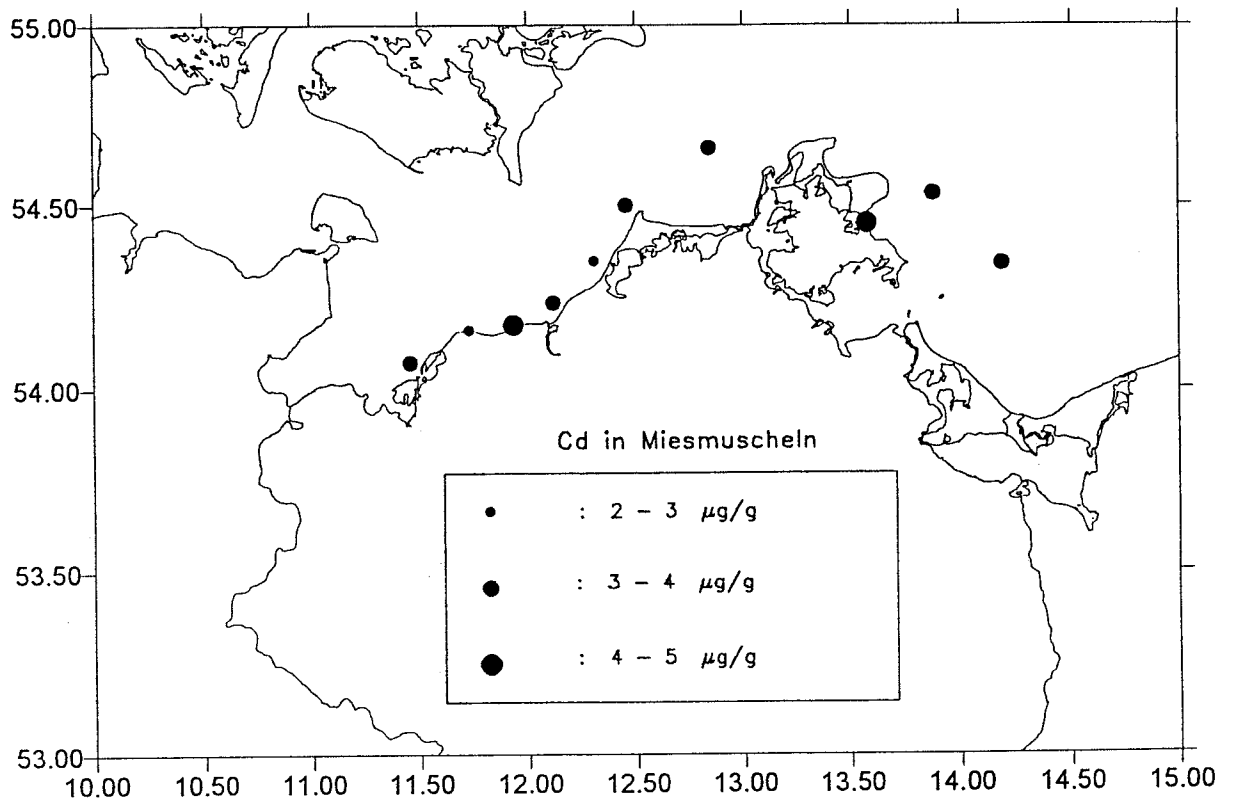 55.00
54.50
54.00
Cd in Miesmuscheln
: 2 – 3 µg/g
53.50
: 3 – 4 µg/g
: 4 – 5 µg/g
53.00
10.00 10.50 11.00 11.50 12.00 12.50 13.00 13.50 14.00 14.50 15.00